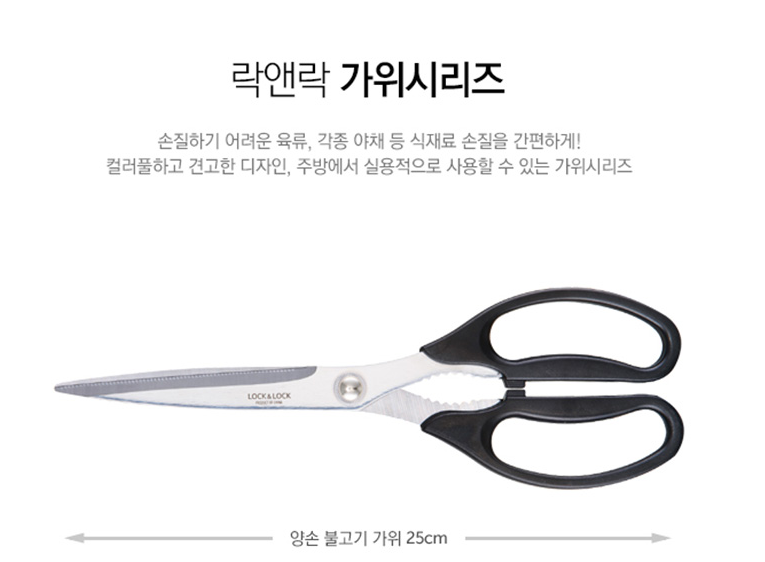 락앤락 가위시리즈
손질하기 어려운 육류, 각종 야채 등 식재료 손질을 간편하게!
컬러풀하고 견고한 디자인, 주방에서 실용적으로 사용할 수 있는 가위시리즈
LOCK&LOCK
양손 불고기 가위 25cm